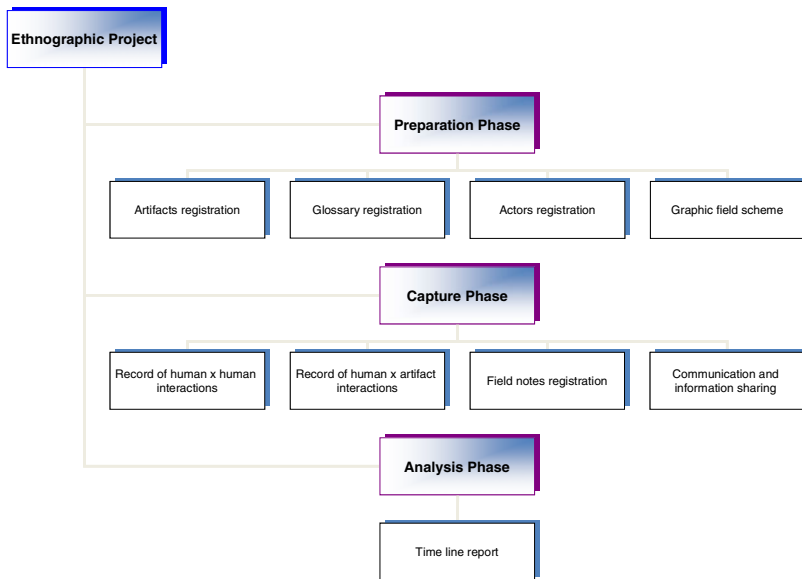 Ethnographic Project
Preparation Phase
Artifacts registration
Glossary registration
Actors registration
Graphic field scheme
Capture Phase
Record of human x human
interactions
Record of human x artifact
interactions
Field notes registration
Communication and
information sharing
Analysis Phase
Time line report